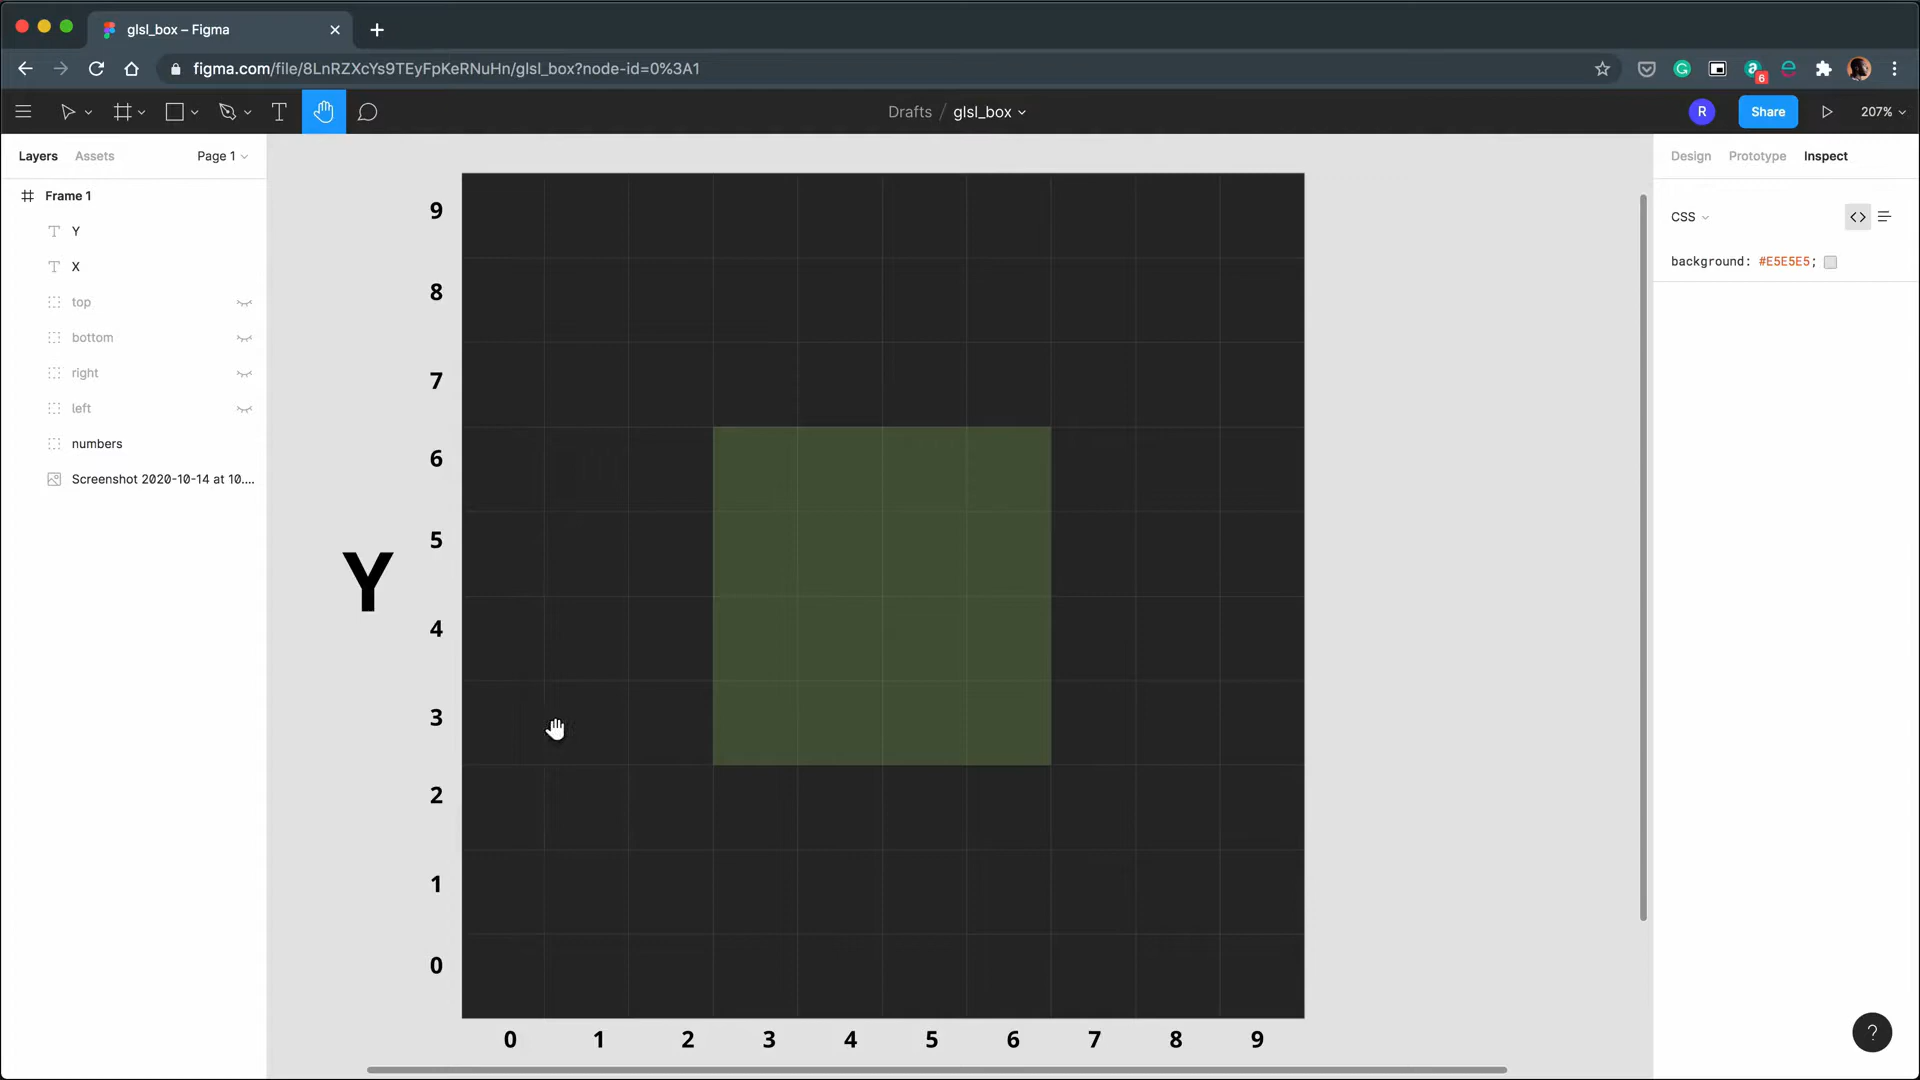 glsl_box – Figma
figma.com/file/8LnRZXcYs9TEyFpKeRNuHn/glsl_box?node-id=0%3A1
6
T
Drafts / glsl_box
R
Share
207%
Layers
Assets
Page 1
Design
Prototype
Inspect
Frame 1
T Y
T X
top
bottom
right
left
numbers
Screenshot 2020-10-14 at 10....
CSS
<>
background: #E5E5E5;
9
8
7
6
5
Y
4
3
2
1
0
0 1 2 3 4 5 6 7 8 9
?